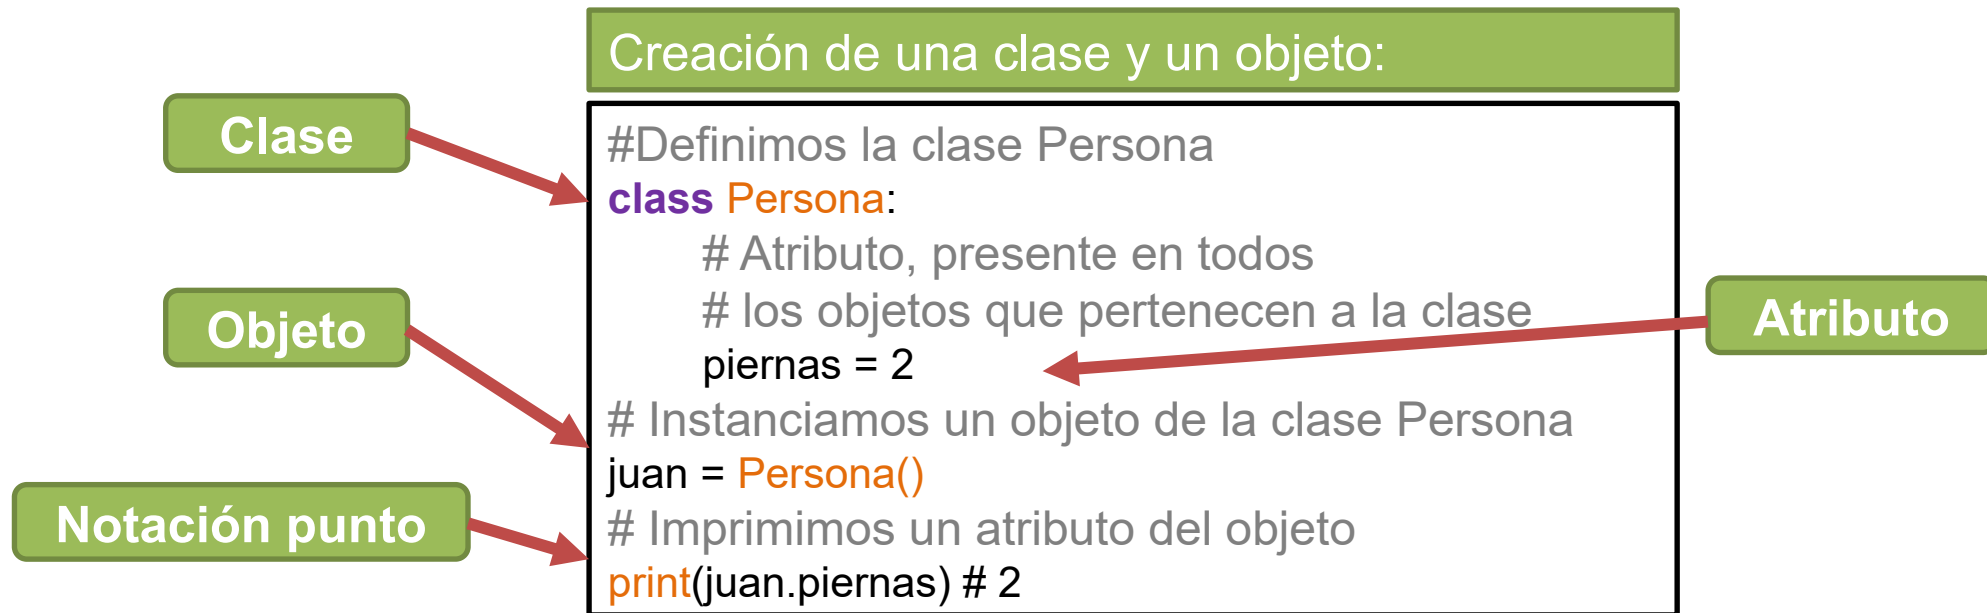 Creación de una clase y un objeto:
Clase
#Definimos la clase Persona
class Persona:
# Atributo, presente en todos
# los objetos que pertenecen a la clase
Objeto
Atributo
piernas = 2
# Instanciamos un objeto de la clase Persona
juan = Persona()
Notación punto
# Imprimimos un atributo del objeto
print(juan.piernas) # 2